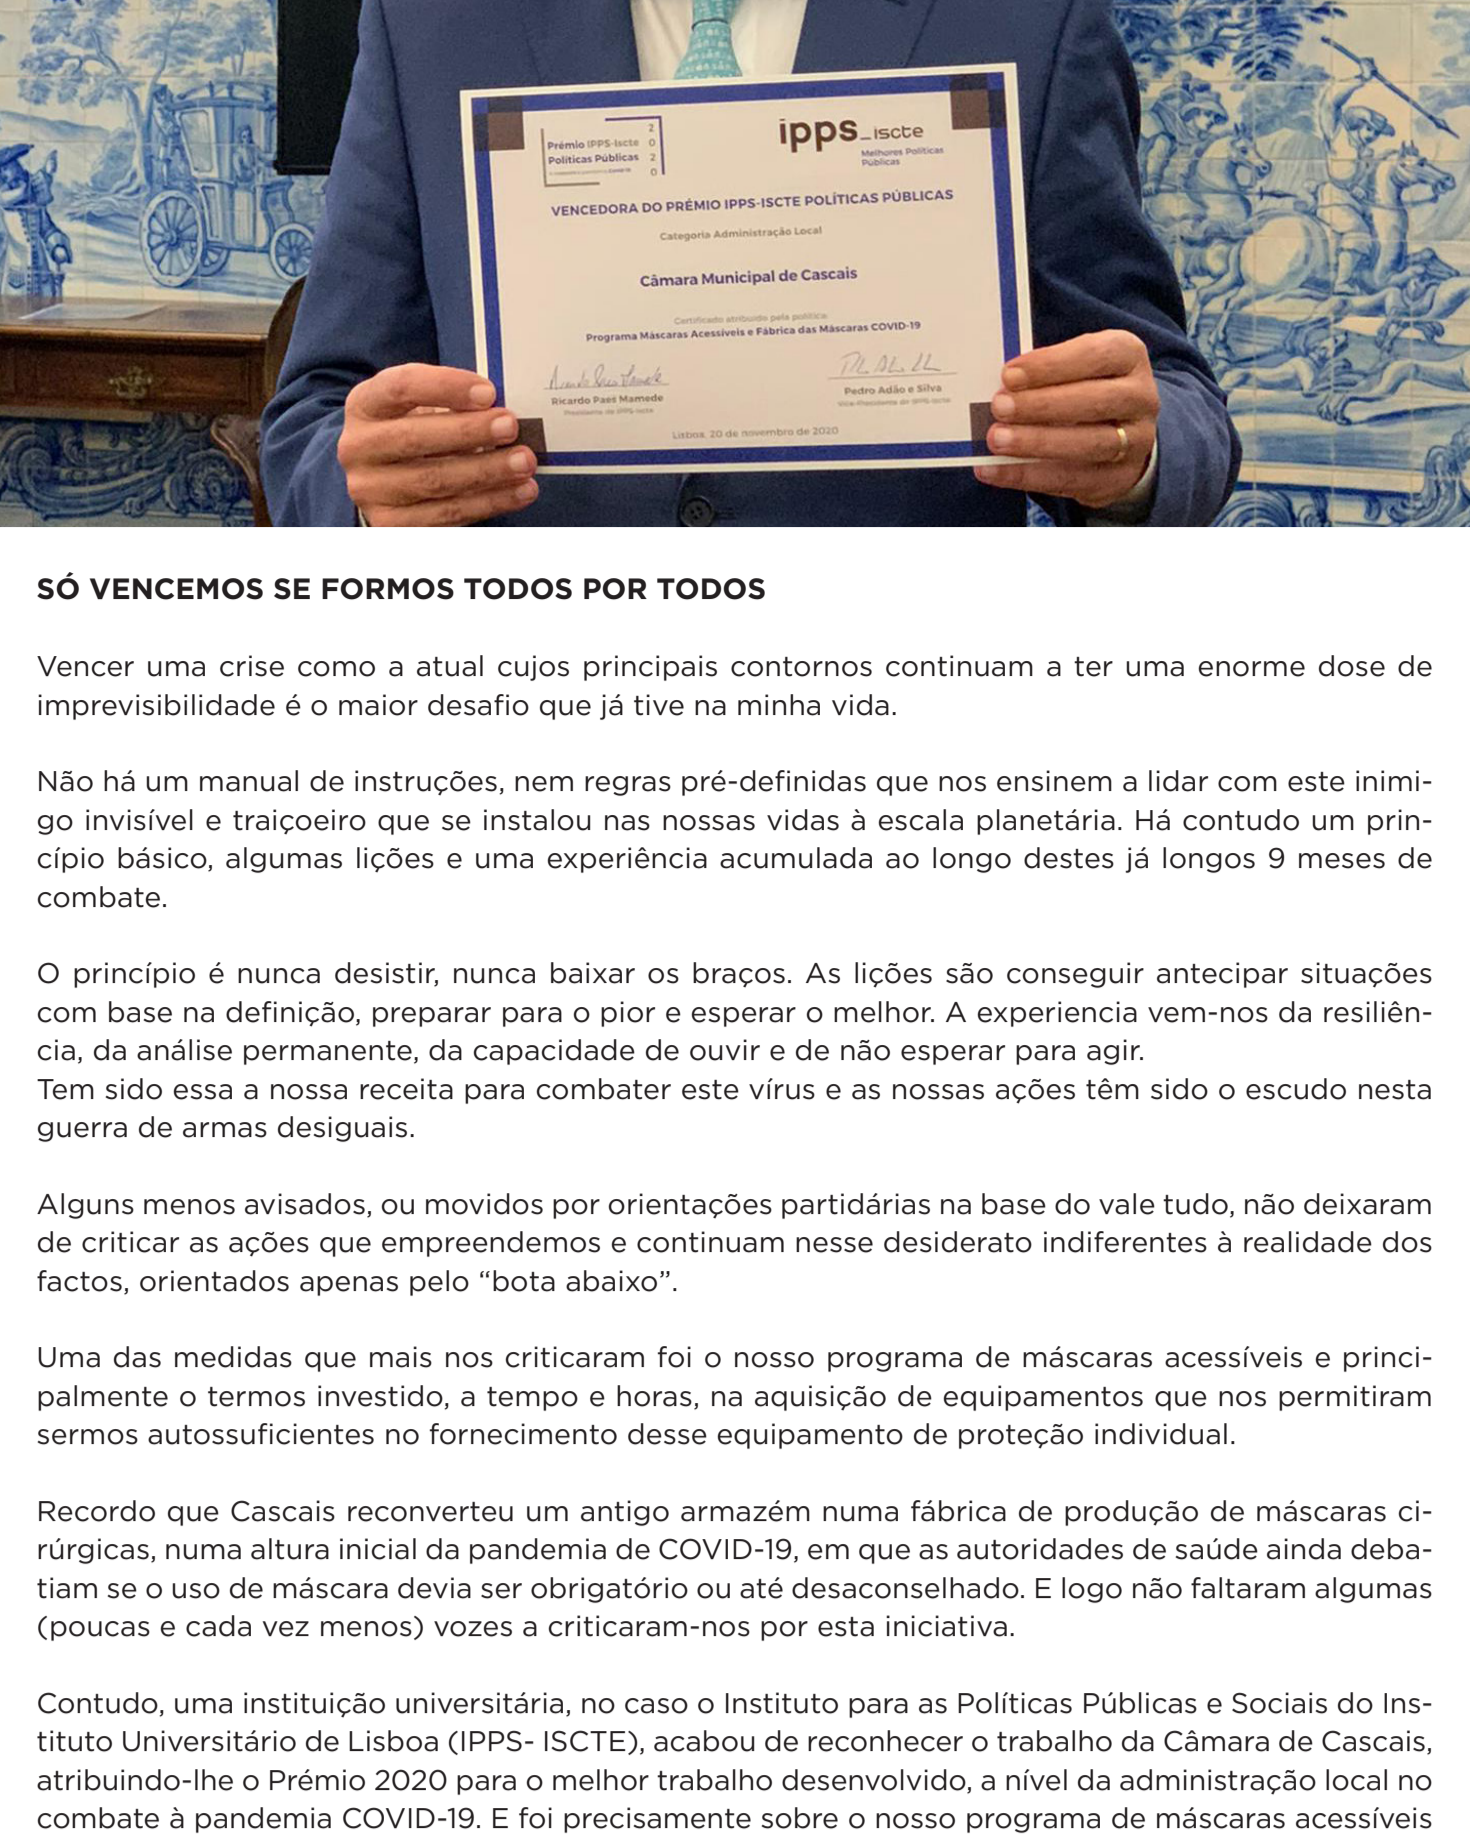 Prémio IPPS-Iscte
Políticas Públicas
2
0
2
0
ipps_iscte
Melhores Políticas
Públicas
VENCEDORA DO PRÉMIO IPPS-ISCTE POLÍTICAS PÚBLICAS
Categoria Administração Local
Câmara Municipal de Cascais
Certificado atribuído pela política:
Programa Máscaras Acessíveis e Fábrica das Máscaras COVID-19
Ricardo Paes Mamede
Presidente do IPPS-Iscte
Pedro Adão e Silva
Vice-Presidente do IPPS-Iscte
Lisboa, 20 de novembro de 2020
SÓ VENCEMOS SE FORMOS TODOS POR TODOS
Vencer uma crise como a atual cujos principais contornos continuam a ter uma enorme dose de
imprevisibilidade é o maior desafio que já tive na minha vida.
Não há um manual de instruções, nem regras pré-definidas que nos ensinem a lidar com este inimi-
go invisível e traiçoeiro que se instalou nas nossas vidas à escala planetária. Há contudo um prin-
cípio básico, algumas lições e uma experiência acumulada ao longo destes já longos 9 meses de
combate.
O princípio é nunca desistir, nunca baixar os braços. As lições são conseguir antecipar situações
com base na definição, preparar para o pior e esperar o melhor. A experiencia vem-nos da resiliên-
cia, da análise permanente, da capacidade de ouvir e de não esperar para agir.
Tem sido essa a nossa receita para combater este vírus e as nossas ações têm sido o escudo nesta
guerra de armas desiguais.
Alguns menos avisados, ou movidos por orientações partidárias na base do vale tudo, não deixaram
de criticar as ações que empreendemos e continuam nesse desiderato indiferentes à realidade dos
factos, orientados apenas pelo “bota abaixo”.
Uma das medidas que mais nos criticaram foi o nosso programa de máscaras acessíveis e princi-
palmente o termos investido, a tempo e horas, na aquisição de equipamentos que nos permitiram
sermos autossuficientes no fornecimento desse equipamento de proteção individual.
Recordo que Cascais reconverteu um antigo armazém numa fábrica de produção de máscaras ci-
rúrgicas, numa altura inicial da pandemia de COVID-19, em que as autoridades de saúde ainda deba-
tiam se o uso de máscara devia ser obrigatório ou até desaconselhado. E logo não faltaram algumas
(poucas e cada vez menos) vozes a criticaram-nos por esta iniciativa.
Contudo, uma instituição universitária, no caso o Instituto para as Políticas Públicas e Sociais do Ins-
tituto Universitário de Lisboa (IPPS- ISCTE), acabou de reconhecer o trabalho da Câmara de Cascais,
atribuindo-lhe o Prémio 2020 para o melhor trabalho desenvolvido, a nível da administração local no
combate à pandemia COVID-19. E foi precisamente sobre o nosso programa de máscaras acessíveis